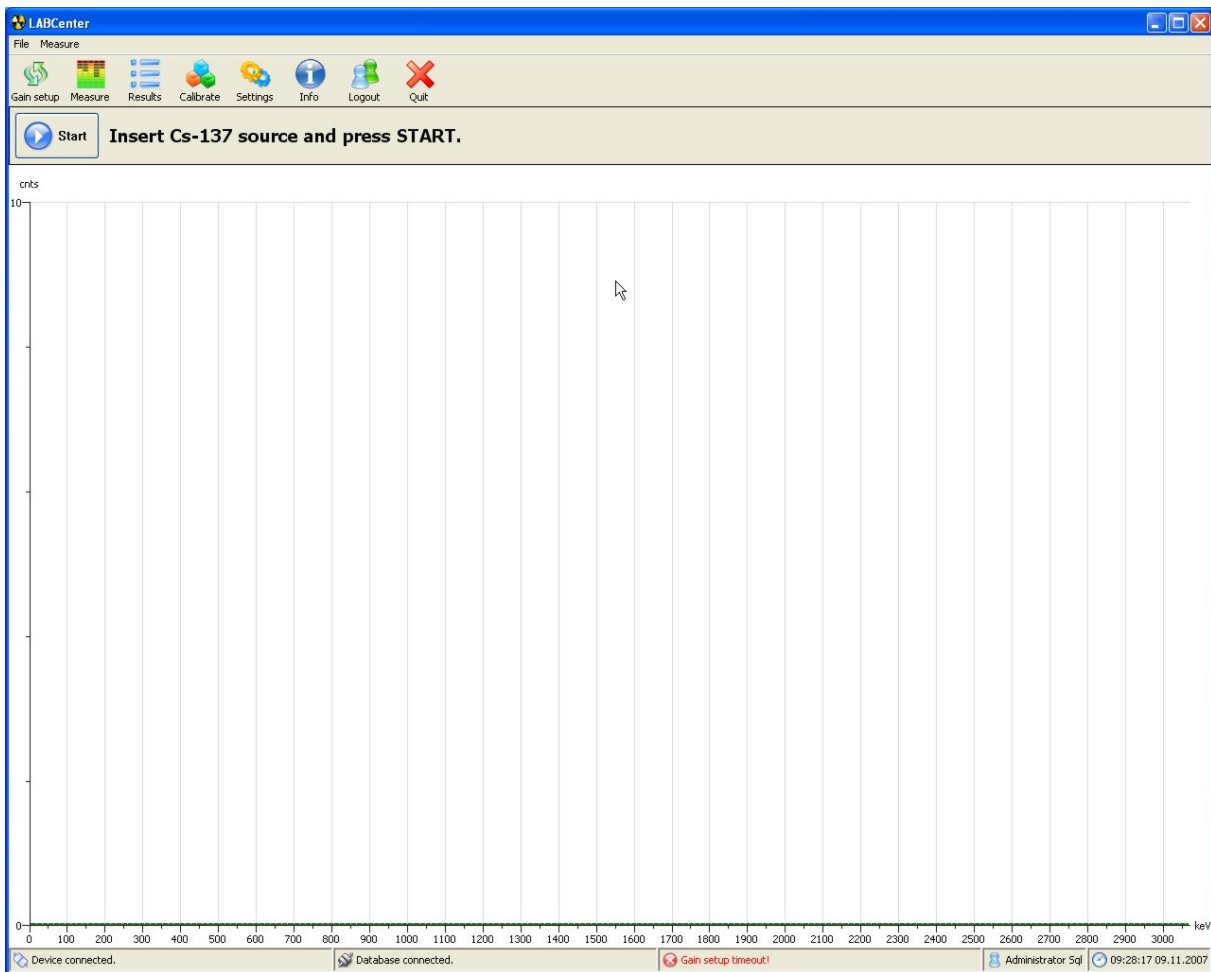 LABCenter
File Measure
Gain setup Measure Results Calibrate Settings Info Logout Quit
Start Insert Cs-137 source and press START.
cnts
10
0
keV
0 100 200 300 400 500 600 700 800 900 1000 1100 1200 1300 1400 1500 1600 1700 1800 1900 2000 2100 2200 2300 2400 2500 2600 2700 2800 2900 3000
Device connected. Database connected. Gain setup timeout! Administrator Sql 09:28:17 09.11.2007